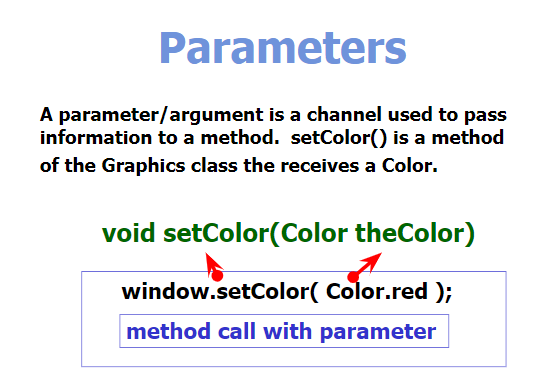 Parameters
A parameter/argument is a channel used to pass
information to a method.  setColor() is a method
of the Graphics class the receives a Color.
void setColor(Color theColor)
window.setColor( Color.red );
method call with parameter